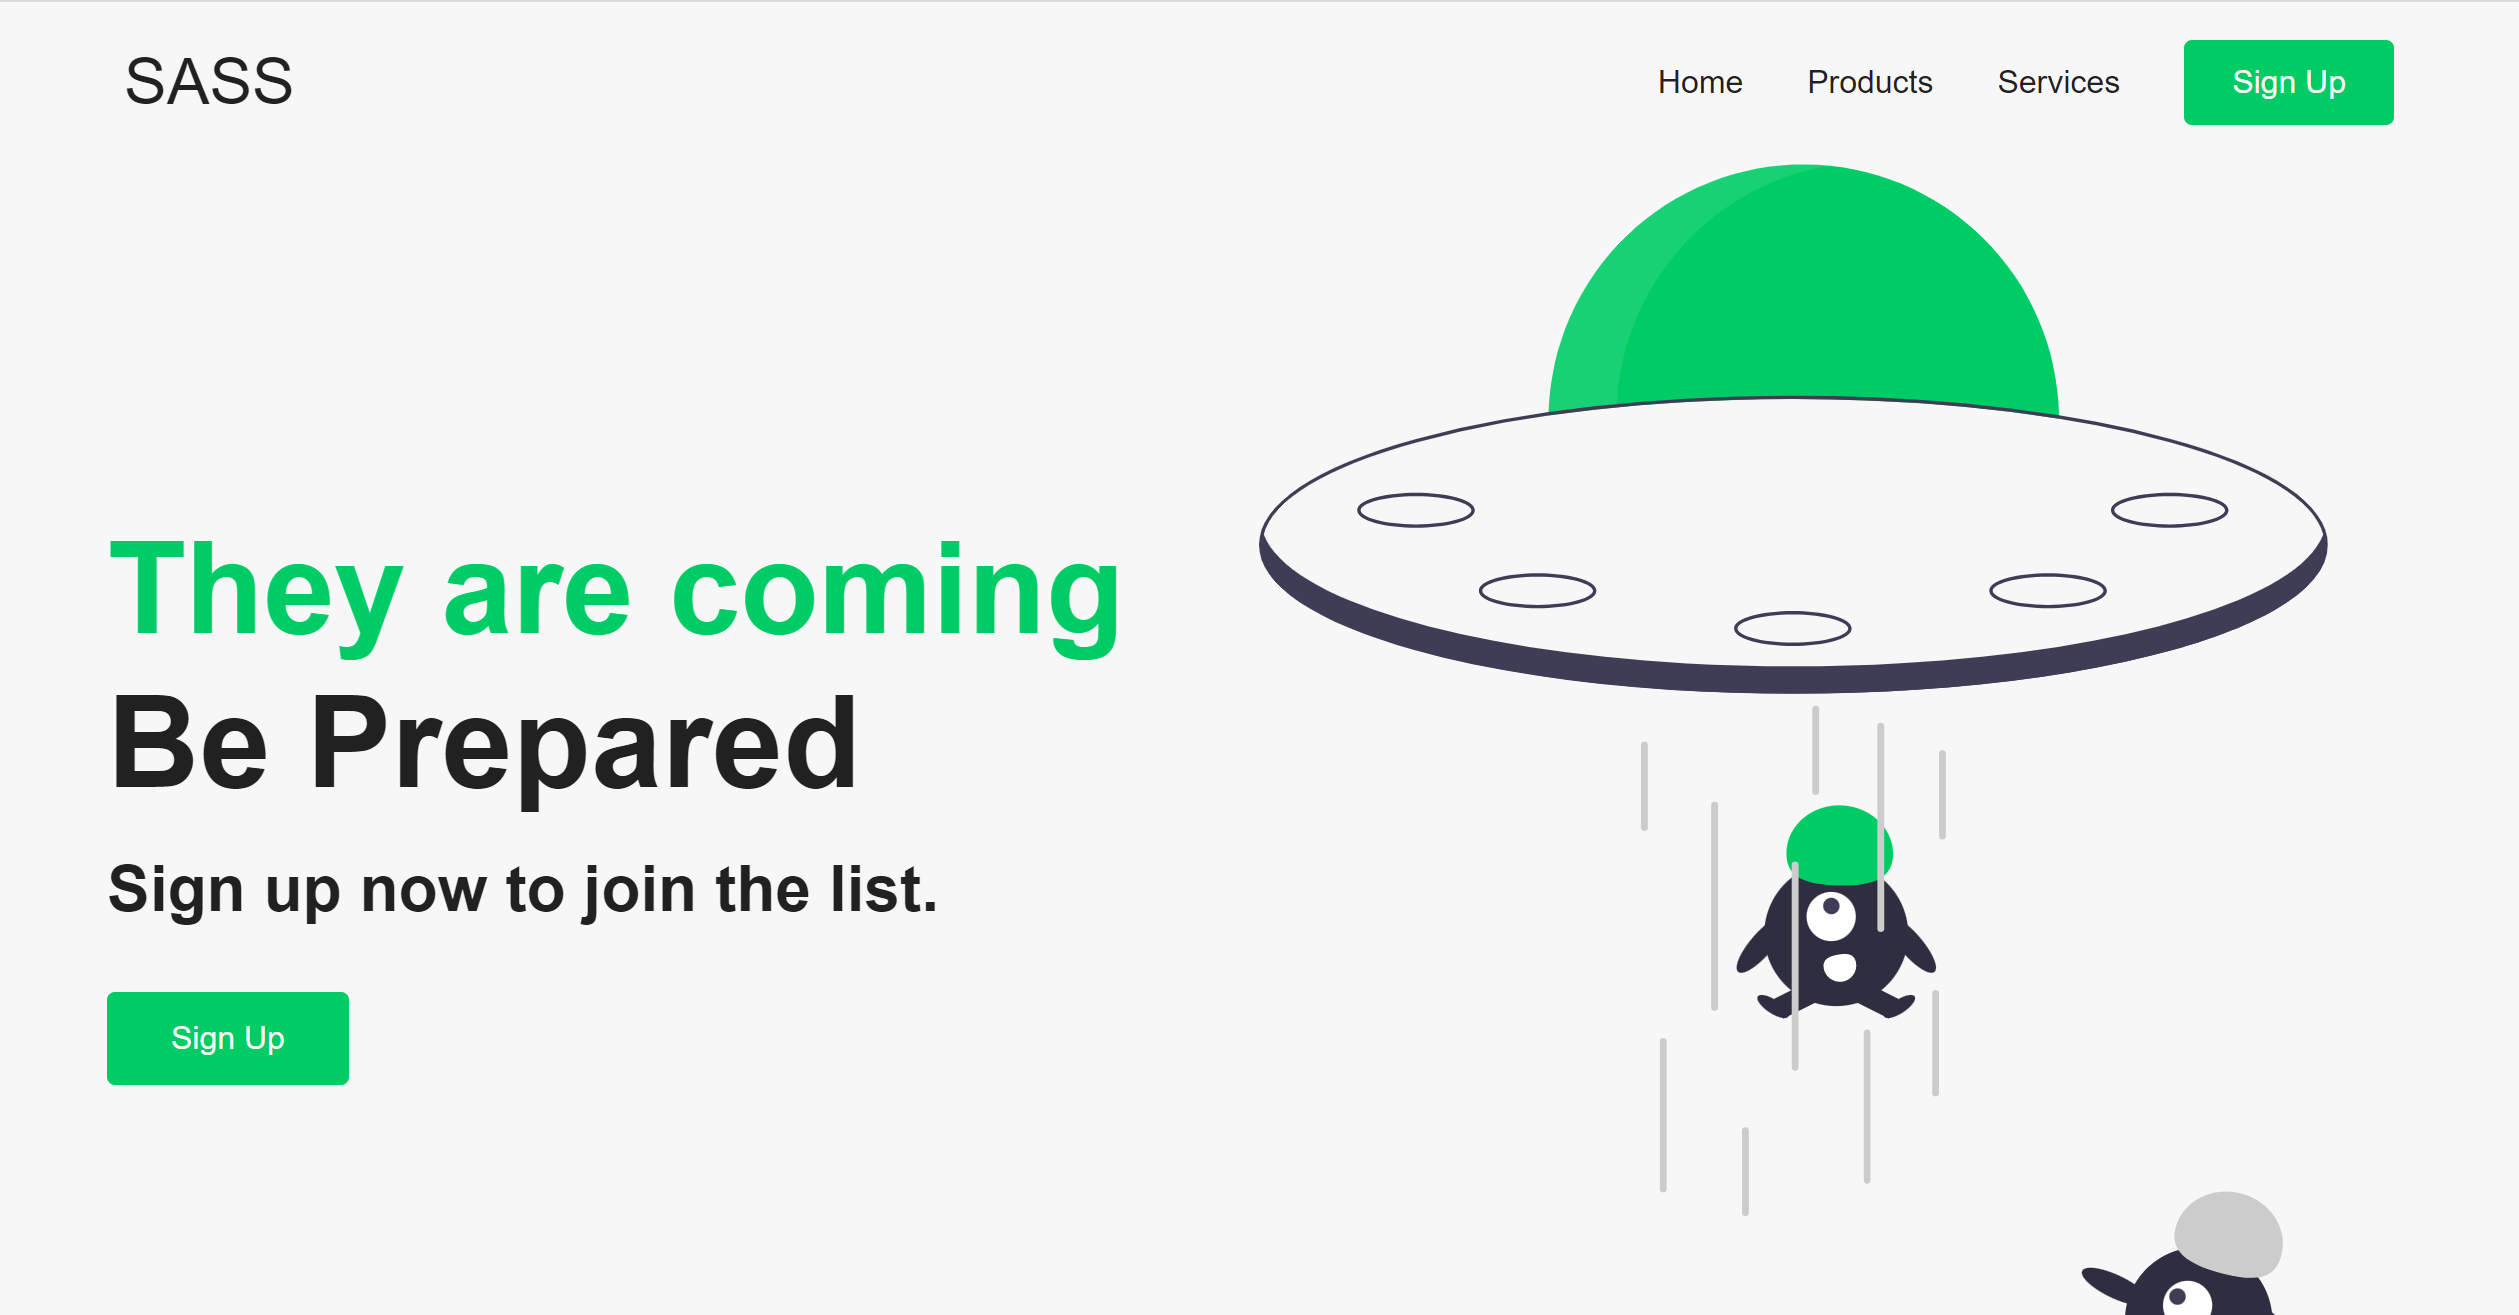 SASS
Home Products Services Sign Up
They are coming
Be Prepared
Sign up now to join the list.
Sign Up